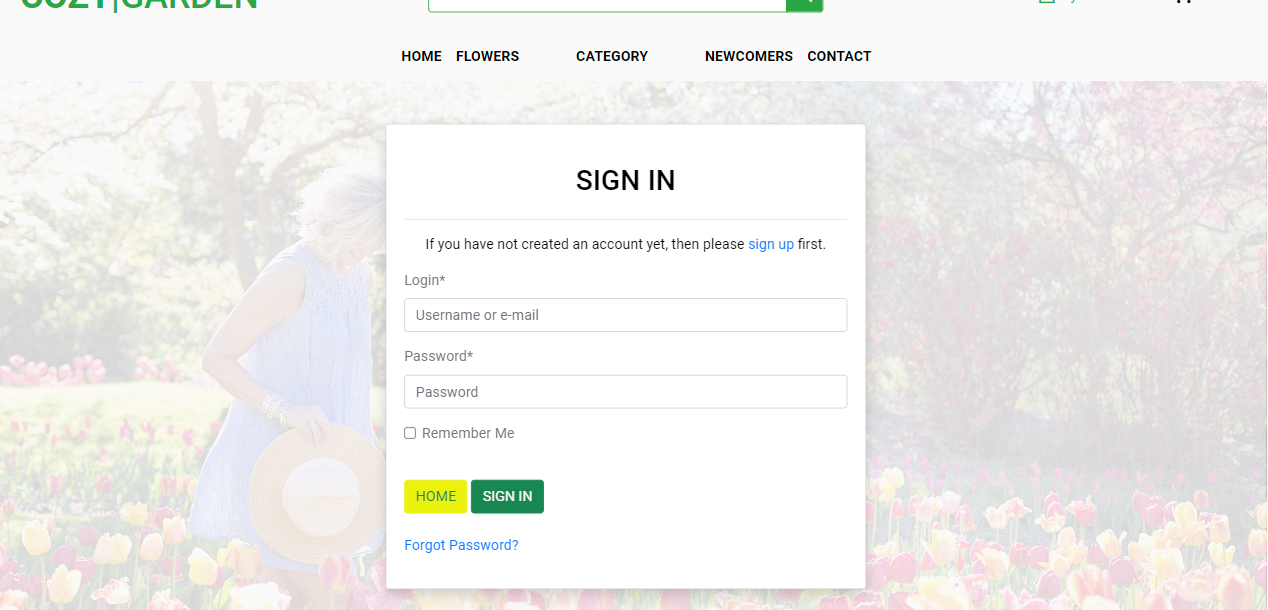 COZY|GARDEN
HOME FLOWERS CATEGORY NEWCOMERS CONTACT
SIGN IN
If you have not created an account yet, then please sign up first.
Login*
Username or e-mail
Password*
Password
Remember Me
HOME SIGN IN
Forgot Password?